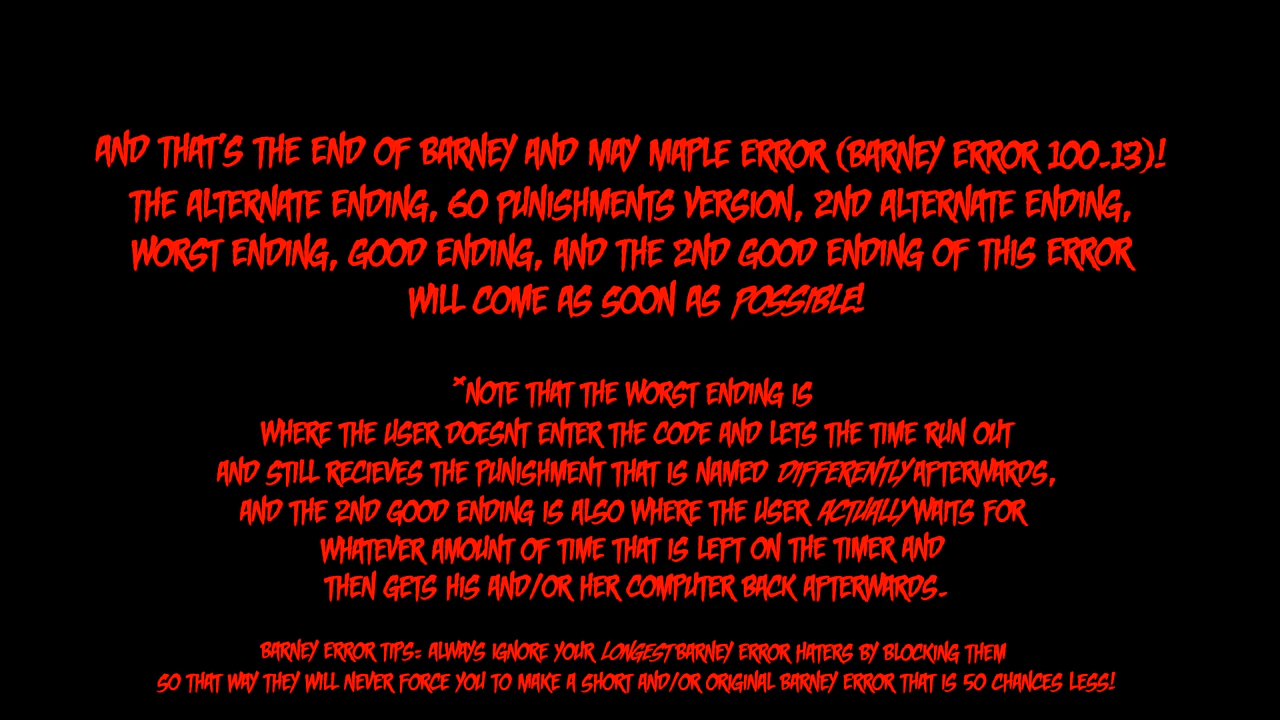 AND THAT'S THE END OF BARNEY AND MAY MAPLE ERROR (BARNEY ERROR 100.13)!
THE ALTERNATE ENDING, 60 PUNISHMENTS VERSION, 2ND ALTERNATE ENDING,
WORST ENDING, GOOD ENDING, AND THE 2ND GOOD ENDING OF THIS ERROR
WILL COME AS SOON AS POSSIBLE!
*NOTE THAT THE WORST ENDING IS
WHERE THE USER DOESNT ENTER THE CODE AND LETS THE TIME RUN OUT
AND STILL RECIEVES THE PUNISHMENT THAT IS NAMED DIFFERENTLY AFTERWARDS,
AND THE 2ND GOOD ENDING IS ALSO WHERE THE USER ACTUALLY WAITS FOR
WHATEVER AMOUNT OF TIME THAT IS LEFT ON THE TIMER AND
THEN GETS HIS AND/OR HER COMPUTER BACK AFTERWARDS.
BARNEY ERROR TIPS: ALWAYS IGNORE YOUR LONGEST BARNEY ERROR HATERS BY BLOCKING THEM
SO THAT WAY THEY WILL NEVER FORCE YOU TO MAKE A SHORT AND/OR ORIGINAL BARNEY ERROR THAT IS 50 CHANCES LESS!